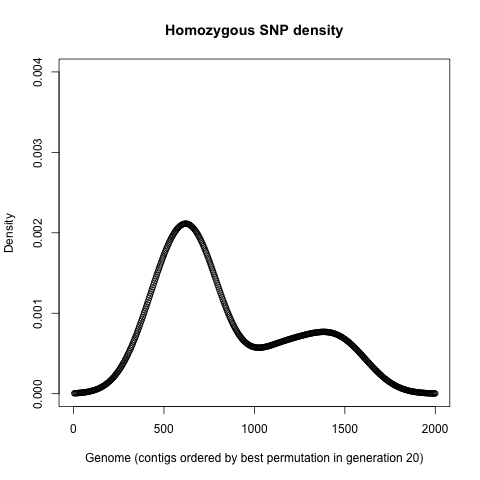 Homozygous SNP density
0.004
0.003
0.002
0.001
0.000
Density
0 500 1000 1500 2000
Genome (contigs ordered by best permutation in generation 20)